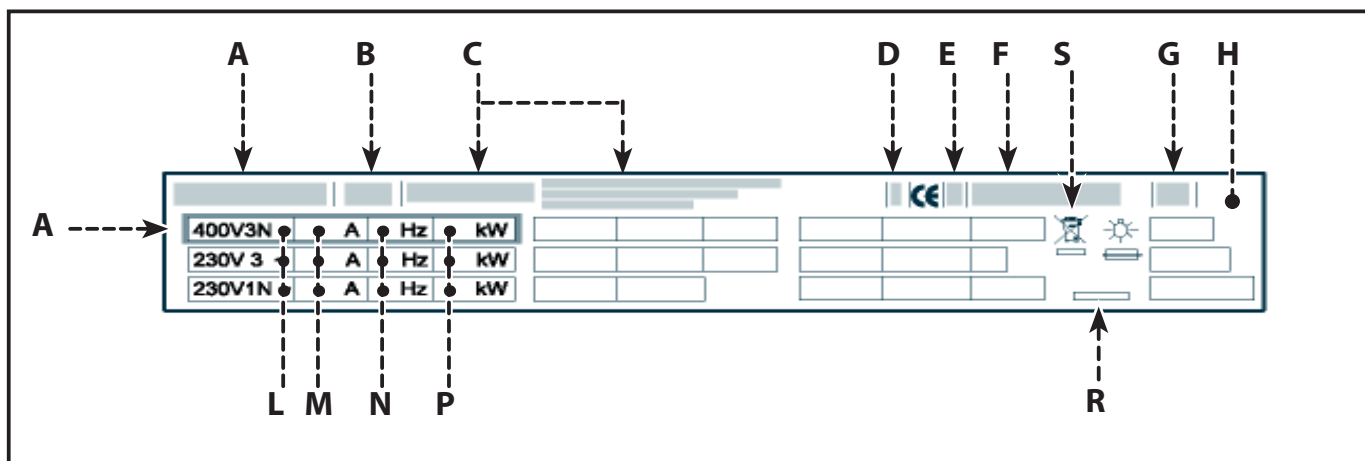 A B C D E F S G H
CE
A
400V3N A Hz kW
230V 3 A Hz kW
230V1N A Hz kW
L M N P R